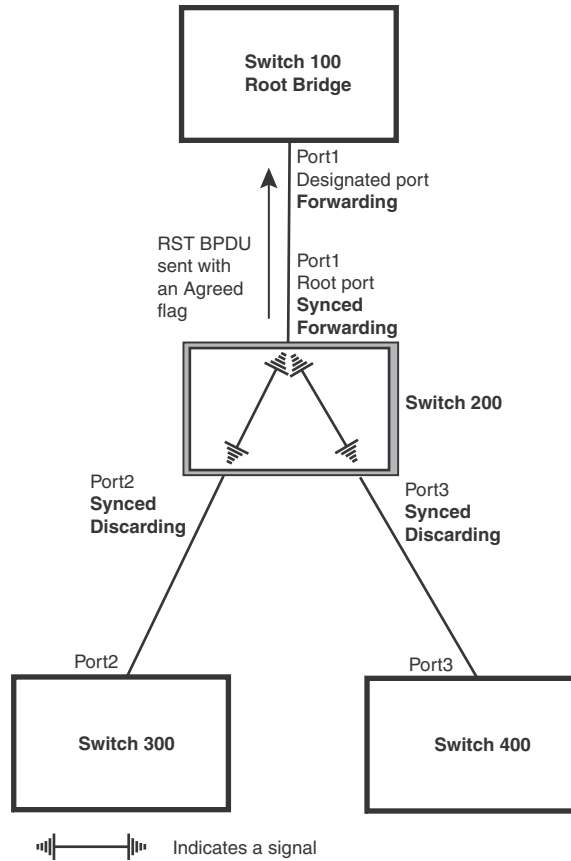 Switch 100
Root Bridge
Port1
Designated port
Forwarding
RST BPDU
sent with
an Agreed
flag
Port1
Root port
Synced
Forwarding
Switch 200
Port2
Synced
Discarding
Port3
Synced
Discarding
Port2
Port3
Switch 300
Switch 400
Indicates a signal